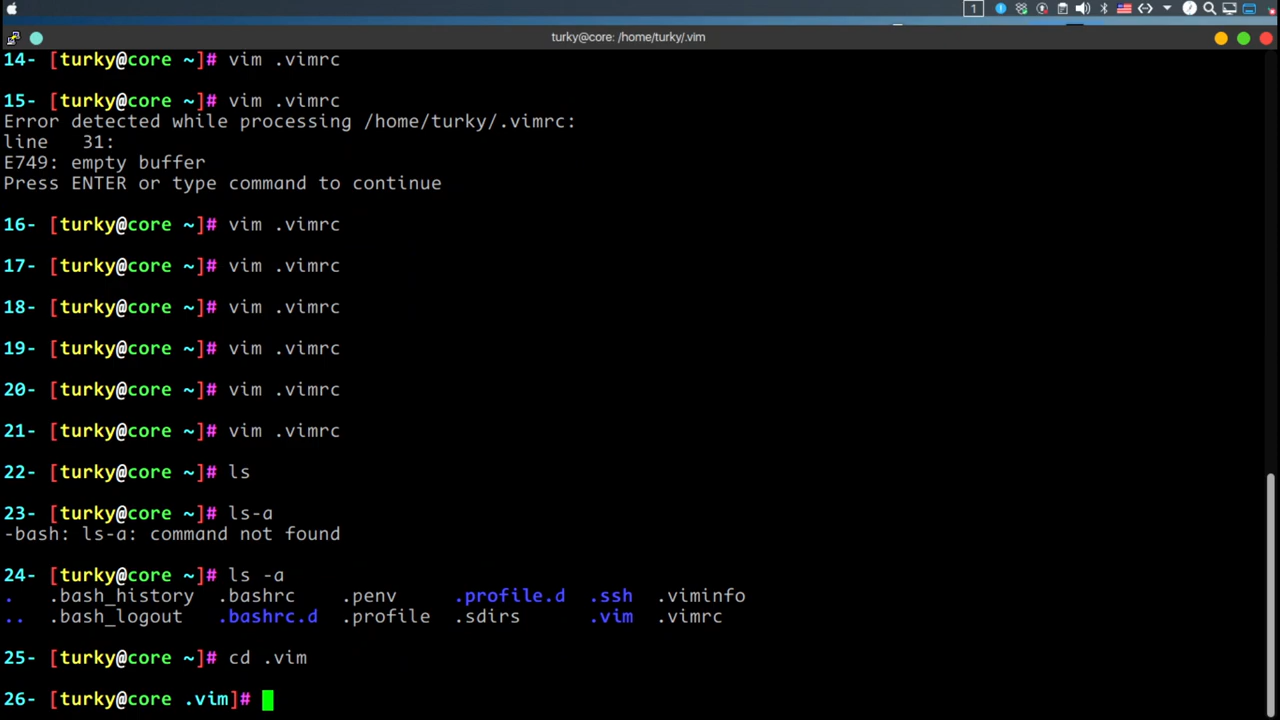 1
turky@core: /home/turky/.vim
14- [turky@core ~]# vim .vimrc
15- [turky@core ~]# vim .vimrc
Error detected while processing /home/turky/.vimrc:
line   31:
E749: empty buffer
Press ENTER or type command to continue
16- [turky@core ~]# vim .vimrc
17- [turky@core ~]# vim .vimrc
18- [turky@core ~]# vim .vimrc
19- [turky@core ~]# vim .vimrc
20- [turky@core ~]# vim .vimrc
21- [turky@core ~]# vim .vimrc
22- [turky@core ~]# ls
23- [turky@core ~]# ls-a
-bash: ls-a: command not found
24- [turky@core ~]# ls -a
.   .bash_history  .bashrc    .penv     .profile.d  .ssh  .viminfo
..  .bash_logout   .bashrc.d  .profile  .sdirs      .vim  .vimrc
25- [turky@core ~]# cd .vim
26- [turky@core .vim]#